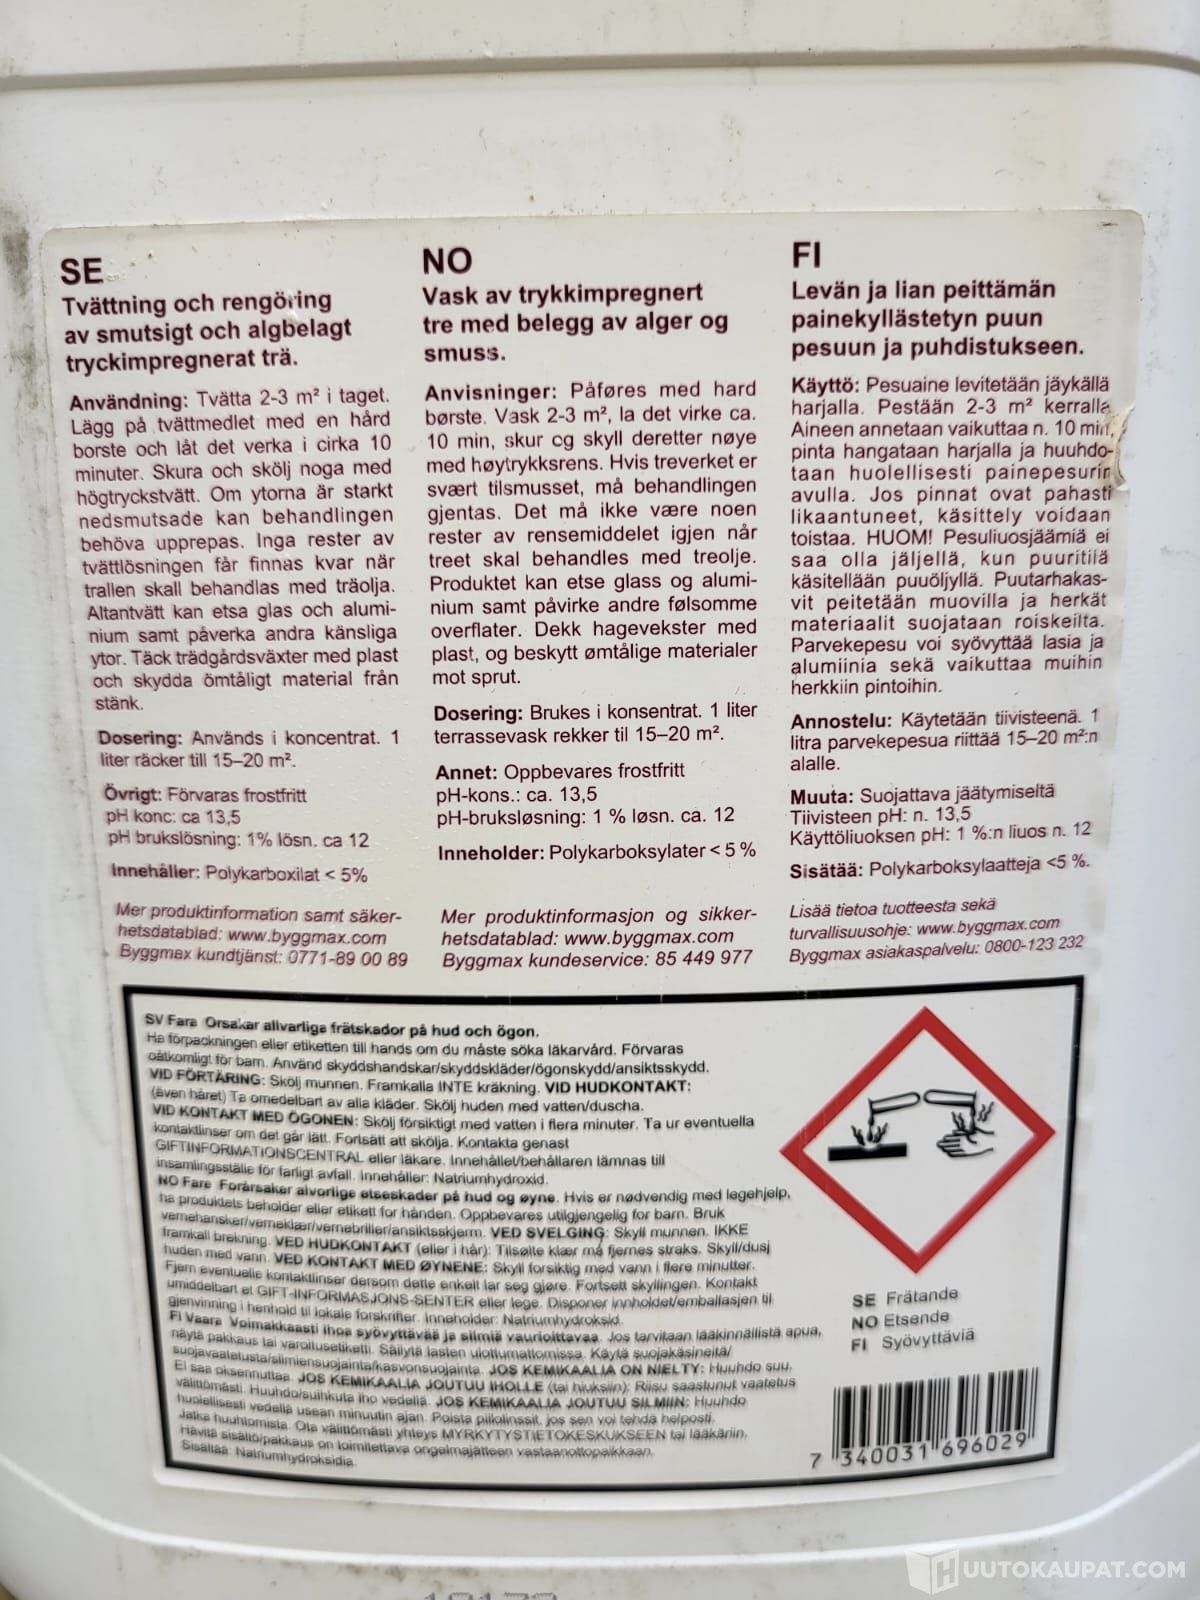 SE
Tvättning och rengöring
av smutsigt och algbelagt
tryckimpregnerat trä.
Användning: Tvätta 2-3 m² i taget.
Lägg på tvättmedlet med en hård
borste och låt det verka i cirka 10
minuter. Skura och skölj noga med
högtryckstvätt. Om ytorna är starkt
nedsmutsade kan behandlingen
behöva upprepas. Inga rester av
tvättlösningen får finnas kvar när
trallen skall behandlas med träolja.
Altantvätt kan etsa glas och alumi-
nium samt påverka andra känsliga
ytor. Täck trädgårdsväxter med plast
och skydda ömtåligt material från
stänk.
Dosering: Används i koncentrat. 1
liter räcker till 15–20 m².
Övrigt: Förvaras frostfritt
pH konc: ca 13,5
pH brukslösning: 1% lösn. ca 12
Innehåller: Polykarboxilat < 5%
Mer produktinformation samt säker-
hetsdatablad: www.byggmax.com
Byggmax kundtjänst: 0771-89 00 89
NO
Vask av trykkimpregnert
tre med belegg av alger og
smuss.
Anvisninger: Påføres med hard
børste. Vask 2-3 m², la det virke ca.
10 min, skur og skyll deretter nøye
med høytrykksrens. Hvis treverket er
svært tilsmusset, må behandlingen
gjentas. Det må ikke være noen
rester av rensemiddelet igjen når
treet skal behandles med treolje.
Produktet kan etse glass og alumi-
nium samt påvirke andre følsomme
overflater. Dekk hagevekster med
plast, og beskytt ømtålige materialer
mot sprut.
Dosering: Brukes i konsentrat. 1 liter
terrassevask rekker til 15–20 m².
Annet: Oppbevares frostfritt
pH-kons.: ca. 13,5
pH-bruksløsning: 1 % løsn. ca. 12
Inneholder: Polykarboksylater < 5 %
Mer produktinformasjon og sikker-
hetsdatablad: www.byggmax.com
Byggmax kundeservice: 85 449 977
FI
Levän ja lian peittämän
painekyllästetyn puun
pesuun ja puhdistukseen.
Käyttö: Pesuaine levitetään jäykällä
harjalla. Pestään 2-3 m² kerralla.
Aineen annetaan vaikuttaa n. 10 min,
pinta hangataan harjalla ja huuhdo-
taan huolellisesti painepesurin
avulla. Jos pinnat ovat pahasti
likaantuneet, käsittely voidaan
toistaa. HUOM! Pesuliuosjäämiä ei
saa olla jäljellä, kun puuritilä
käsitellään puuöljyllä. Puutarhakas-
vit peitetään muovilla ja herkät
materiaalit suojataan roiskeilta.
Parvekepesu voi syövyttää lasia ja
alumiinia sekä vaikuttaa muihin
herkkiin pintoihin.
Annostelu: Käytetään tiivisteenä. 1
litra parvekepesua riittää 15–20 m²:n
alalle.
Muuta: Suojattava jäätymiseltä
Tiivisteen pH: n. 13,5
Käyttöliuoksen pH: 1 %:n liuos n. 12
Sisätää: Polykarboksylaatteja <5 %.
Lisää tietoa tuotteesta sekä
turvallisuusohje: www.byggmax.com
Byggmax asiakaspalvelu: 0800-123 232
SV Fara Orsakar allvarliga frätskador på hud och ögon.
Ha förpackningen eller etiketten till hands om du måste söka läkarvård. Förvaras
oåtkomligt för barn. Använd skyddshandskar/skyddskläder/ögonskydd/ansiktsskydd.
VID FÖRTÄRING: Skölj munnen. Framkalla INTE kräkning. VID HUDKONTAKT:
(även håret) Ta omedelbart av alla kläder. Skölj huden med vatten/duscha.
VID KONTAKT MED ÖGONEN: Skölj försiktigt med vatten i flera minuter. Ta ur eventuella
kontaktlinser om det går lätt. Fortsätt att skölja. Kontakta genast
GIFTINFORMATIONSCENTRAL eller läkare. Innehållet/behållaren lämnas till
insamlingsställe för farligt avfall. Innehåller: Natriumhydroxid.
NO Fare Forårsaker alvorlige etseskader på hud og øyne. Hvis er nødvendig med legehjelp,
ha produktets beholder eller etikett for hånden. Oppbevares utilgjengelig for barn. Bruk
vernehansker/verneklær/vernebriller/ansiktsskjerm. VED SVELGING: Skyll munnen. IKKE
framkall brekning. VED HUDKONTAKT (eller i hår): Tilsølte klær må fjernes straks. Skyll/dusj
huden med vann. VED KONTAKT MED ØYNENE: Skyll forsiktig med vann i flere minutter.
Fjern eventuelle kontaktlinser dersom dette enkelt lar seg gjøre. Fortsett skyllingen. Kontakt
umiddelbart et GIFT-INFORMASJONS-SENTER eller lege. Disponer innholdet/emballasjen til
gjenvinning i henhold til lokale forskrifter. Inneholder: Natriumhydroksid.
FI Vaara Voimakkaasti ihoa syövyttävää ja silmiä vaurioittavaa. Jos tarvitaan lääkinnällistä apua,
näytä pakkaus tai varoitusetiketti. Säilytä lasten ulottumattomissa. Käytä suojakäsineitä/
suojavaatetusta/silmiensuojainta/kasvonsuojainta. JOS KEMIKAALIA ON NIELTY: Huuhdo suu.
Ei saa oksennuttaa. JOS KEMIKAALIA JOUTUU IHOLLE (tai hiuksiin): Riisu saastunut vaatetus
välittömästi. Huuhdo/suihkuta iho vedellä. JOS KEMIKAALIA JOUTUU SILMIIN: Huuhdo
huolellisesti vedellä usean minuutin ajan. Poista piilolinssit, jos sen voi tehdä helposti.
Jatka huuhtomista. Ota välittömästi yhteys MYRKYTYSTIETOKESKUKSEEN tai lääkäriin.
Hävitä sisältö/pakkaus on toimitettava ongelmajätteen vastaanottopaikkaan.
Sisältää: Natriumhydroksidia.
SE Frätande
NO Etsende
FI Syövyttäviä
7 340031 696029
HUUTOKAUPAT.COM